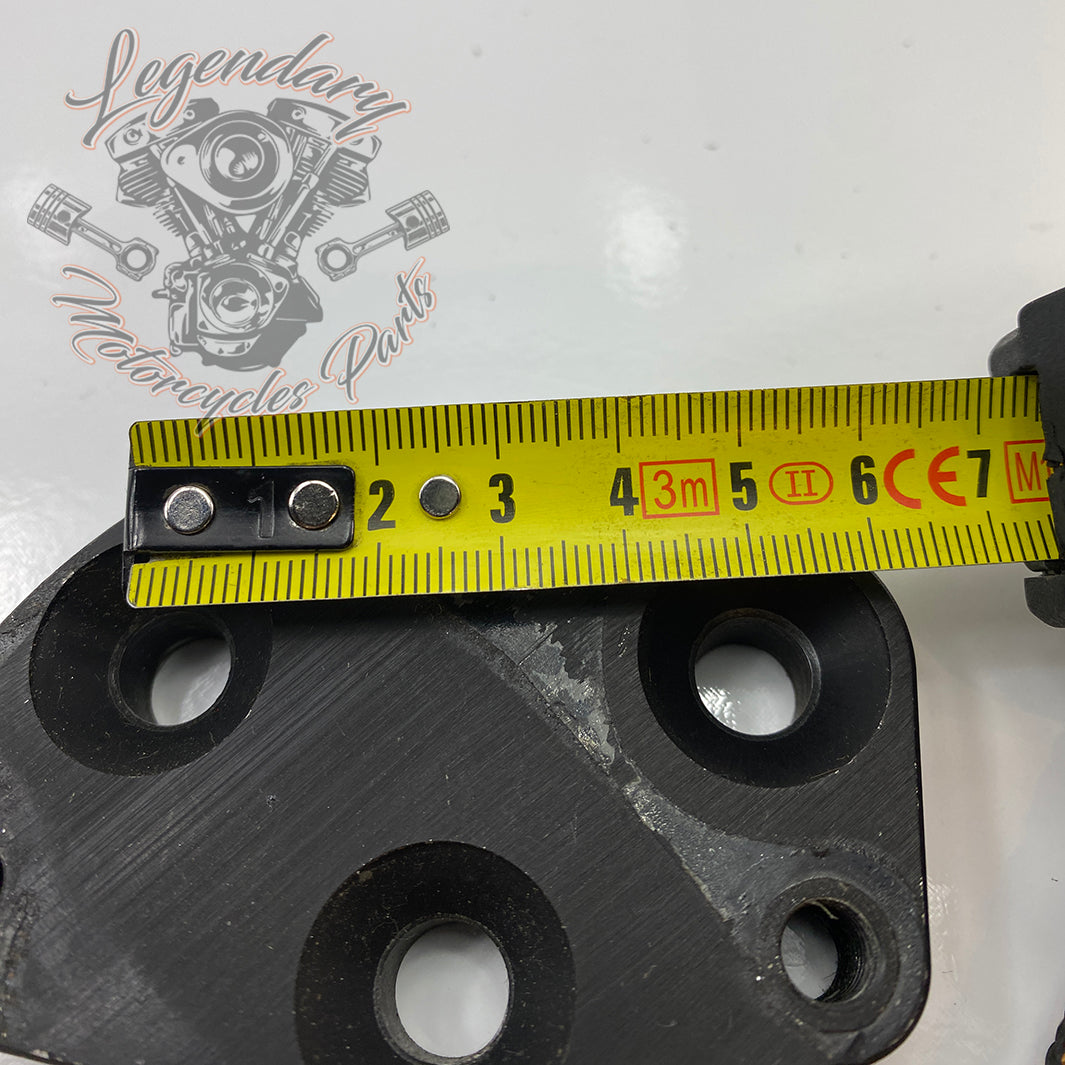 Legendary
Motorcycles Parts
1 2 3 4 3m 5 II 6 CE 7 M